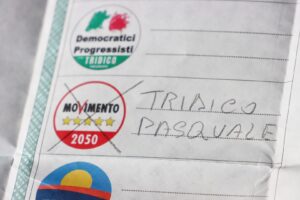 Democratici
Progressisti
TRIDICO
MOVIMENTO
2050
TRIDICO
PASQUALE